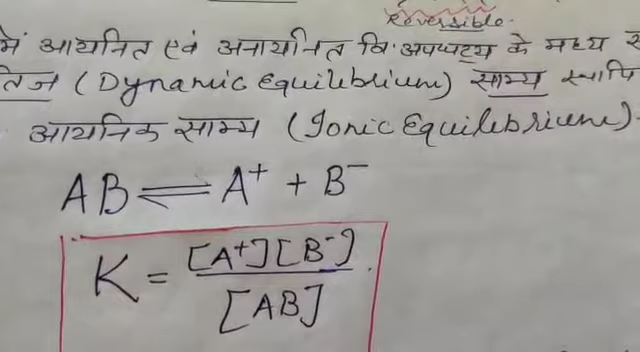 Reversible.
में आयनित एवं अनायनित वि.अपघट्य के मध्य
(Dynamic Equilibrium) साम्य स्थापि
आयनिक साम्य (Ionic Equilibrium).
AB ⇌ A⁺ + B⁻
K = [A⁺][B⁻] / [AB]